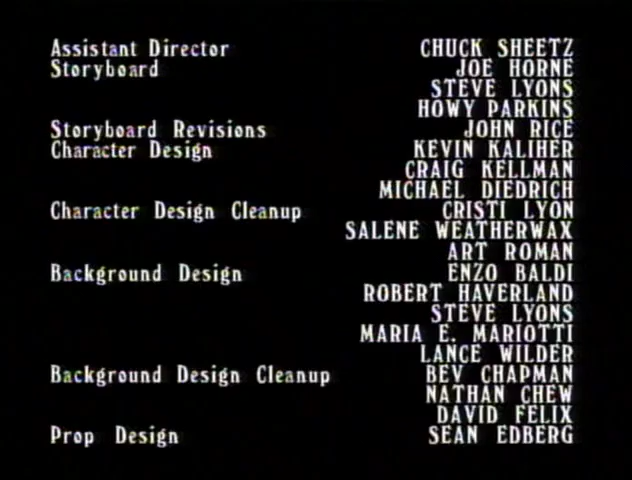 Assistant Director CHUCK SHEETZ
Storyboard JOE HORNE
STEVE LYONS
HOWY PARKINS
Storyboard Revisions JOHN RICE
Character Design KEVIN KALIHER
CRAIG KELLMAN
MICHAEL DIEDRICH
Character Design Cleanup CRISTI LYON
SALENE WEATHERWAX
ART ROMAN
Background Design ENZO BALDI
ROBERT HAVERLAND
STEVE LYONS
MARIA E. MARIOTTI
LANCE WILDER
Background Design Cleanup BEV CHAPMAN
NATHAN CHEW
DAVID FELIX
Prop Design SEAN EDBERG